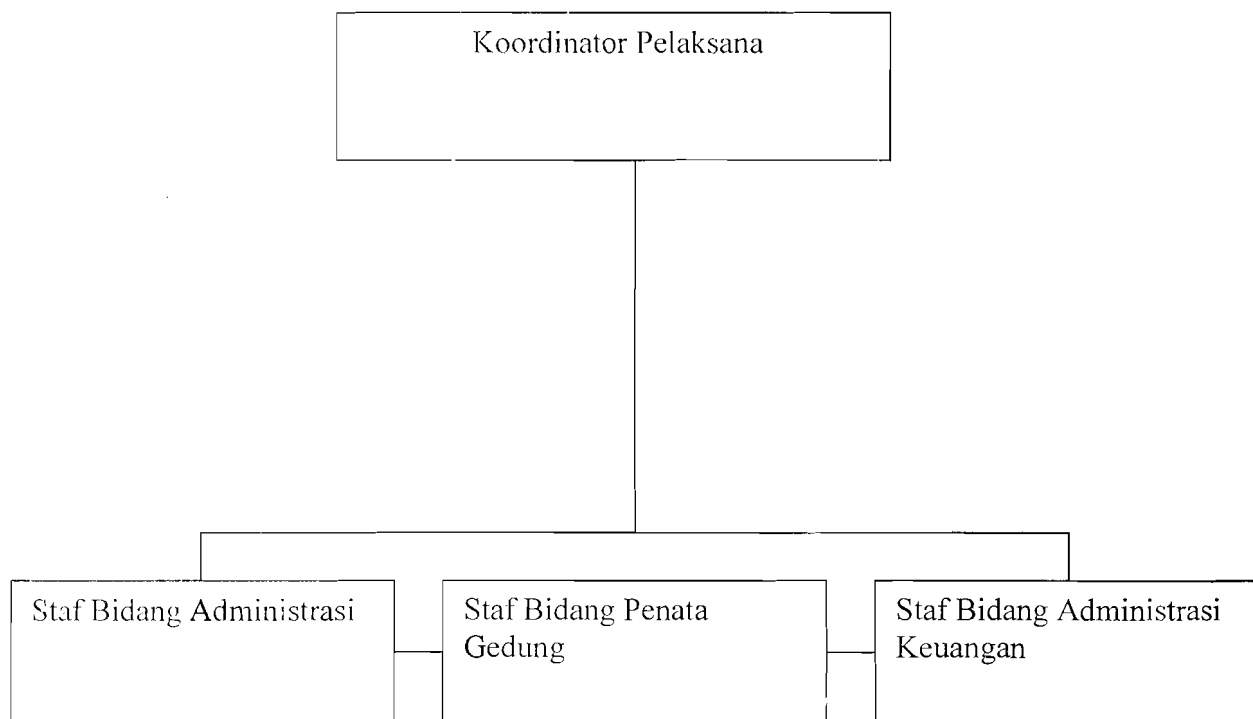 Koordinator Pelaksana
Staf Bidang Administrasi
Staf Bidang Penata
Gedung
Staf Bidang Administrasi
Keuangan